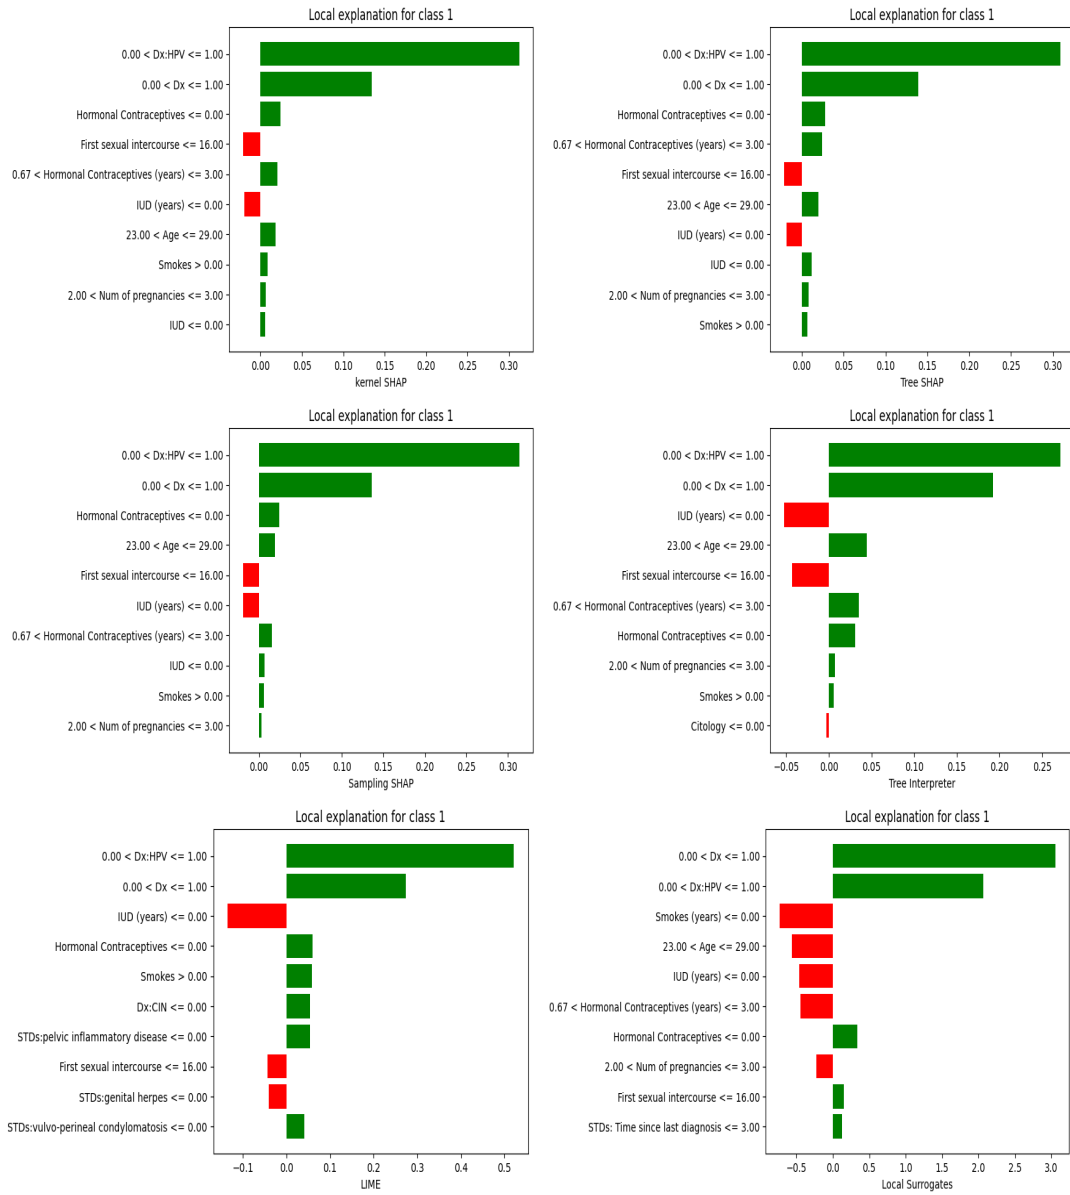 Local explanation for class 1
0.00 < Dx:HPV <= 1.00
0.00 < Dx <= 1.00
Hormonal Contraceptives <= 0.00
First sexual intercourse <= 16.00
0.67 < Hormonal Contraceptives (years) <= 3.00
IUD (years) <= 0.00
23.00 < Age <= 29.00
Smokes > 0.00
2.00 < Num of pregnancies <= 3.00
IUD <= 0.00
0.00 0.05 0.10 0.15 0.20 0.25 0.30
kernel SHAP
Local explanation for class 1
0.00 < Dx:HPV <= 1.00
0.00 < Dx <= 1.00
Hormonal Contraceptives <= 0.00
0.67 < Hormonal Contraceptives (years) <= 3.00
First sexual intercourse <= 16.00
23.00 < Age <= 29.00
IUD (years) <= 0.00
IUD <= 0.00
2.00 < Num of pregnancies <= 3.00
Smokes > 0.00
0.00 0.05 0.10 0.15 0.20 0.25 0.30
Tree SHAP
Local explanation for class 1
0.00 < Dx:HPV <= 1.00
0.00 < Dx <= 1.00
Hormonal Contraceptives <= 0.00
23.00 < Age <= 29.00
First sexual intercourse <= 16.00
IUD (years) <= 0.00
0.67 < Hormonal Contraceptives (years) <= 3.00
IUD <= 0.00
Smokes > 0.00
2.00 < Num of pregnancies <= 3.00
0.00 0.05 0.10 0.15 0.20 0.25 0.30
Sampling SHAP
Local explanation for class 1
0.00 < Dx:HPV <= 1.00
0.00 < Dx <= 1.00
IUD (years) <= 0.00
23.00 < Age <= 29.00
First sexual intercourse <= 16.00
0.67 < Hormonal Contraceptives (years) <= 3.00
Hormonal Contraceptives <= 0.00
2.00 < Num of pregnancies <= 3.00
Smokes > 0.00
Citology <= 0.00
−0.05 0.00 0.05 0.10 0.15 0.20 0.25
Tree Interpreter
Local explanation for class 1
0.00 < Dx:HPV <= 1.00
0.00 < Dx <= 1.00
IUD (years) <= 0.00
Hormonal Contraceptives <= 0.00
Smokes > 0.00
Dx:CIN <= 0.00
STDs:pelvic inflammatory disease <= 0.00
First sexual intercourse <= 16.00
STDs:genital herpes <= 0.00
STDs:vulvo-perineal condylomatosis <= 0.00
−0.1 0.0 0.1 0.2 0.3 0.4 0.5
LIME
Local explanation for class 1
0.00 < Dx <= 1.00
0.00 < Dx:HPV <= 1.00
Smokes (years) <= 0.00
23.00 < Age <= 29.00
IUD (years) <= 0.00
0.67 < Hormonal Contraceptives (years) <= 3.00
Hormonal Contraceptives <= 0.00
2.00 < Num of pregnancies <= 3.00
First sexual intercourse <= 16.00
STDs: Time since last diagnosis <= 3.00
−0.5 0.0 0.5 1.0 1.5 2.0 2.5 3.0
Local Surrogates